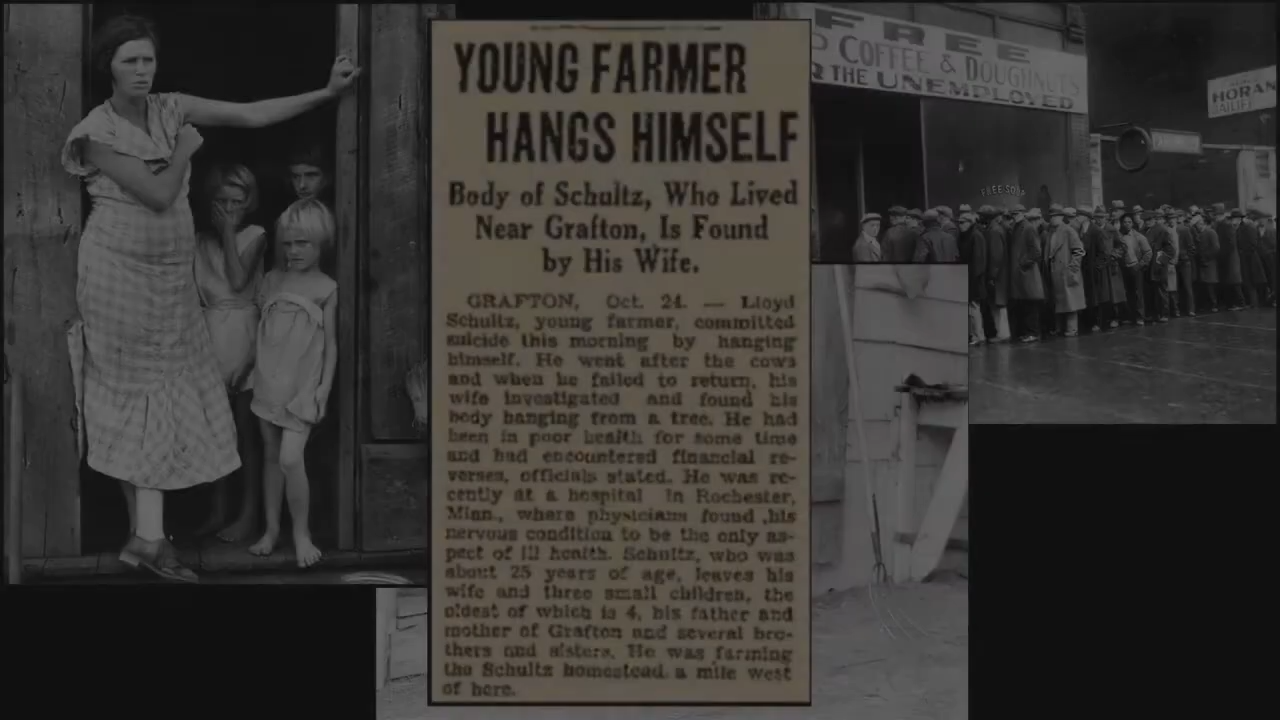 YOUNG FARMER
HANGS HIMSELF
Body of Schultz, Who Lived
Near Grafton, Is Found
by His Wife.
GRAFTON, Oct. 24. — Lloyd
Schultz, young farmer, committed
suicide this morning by hanging
himself. He went after the cows
and when he failed to return, his
wife investigated and found his
body hanging from a tree. He had
been in poor health for some time
and had encountered financial re-
verses, officials stated. He was re-
cently at a hospital in Rochester,
Minn., where physicians found his
nervous condition to be the only as-
pect of ill health. Schultz, who was
about 25 years of age, leaves his
wife and three small children, the
oldest of which is 4, his father and
mother of Grafton and several bro-
thers and sisters. He was farming
the Schultz homestead a mile west
of here.
FREE
COFFEE & DOUGHNUTS
R THE UNEMPLOYED
FREE SOUP
HORAN